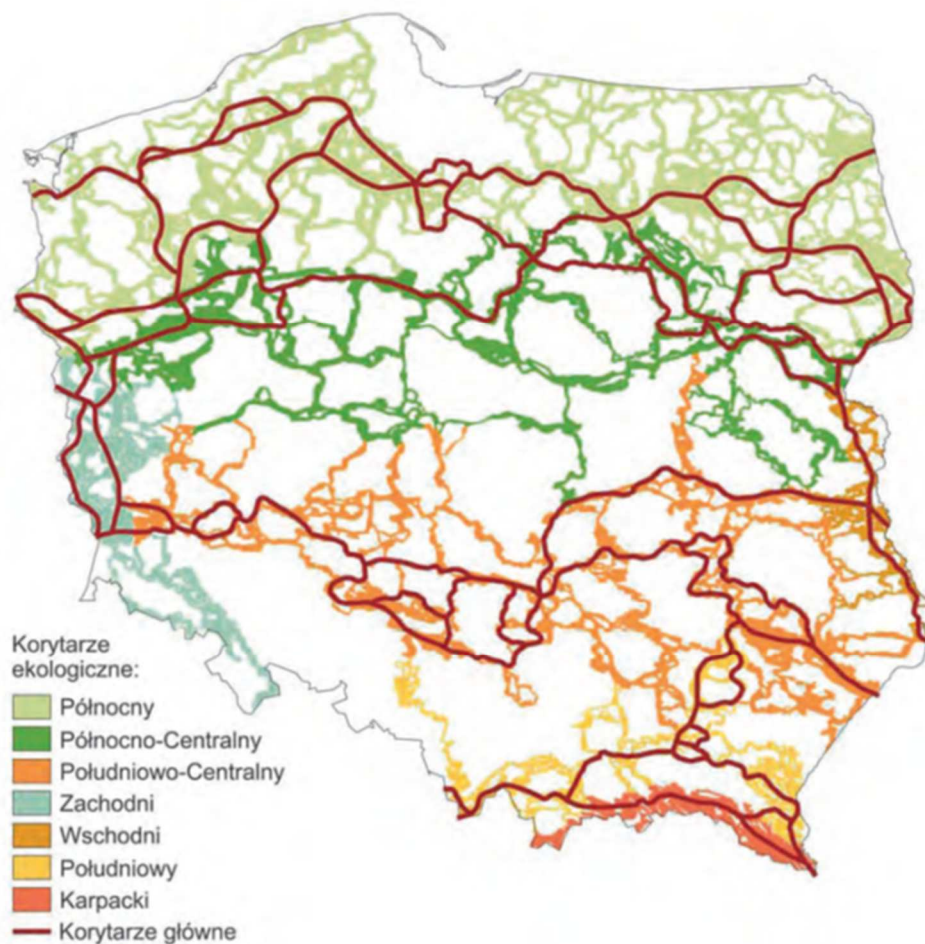 Korytarze
ekologiczne:
Północny
Północno-Centralny
Południowo-Centralny
Zachodni
Wschodni
Południowy
Karpacki
Korytarze główne